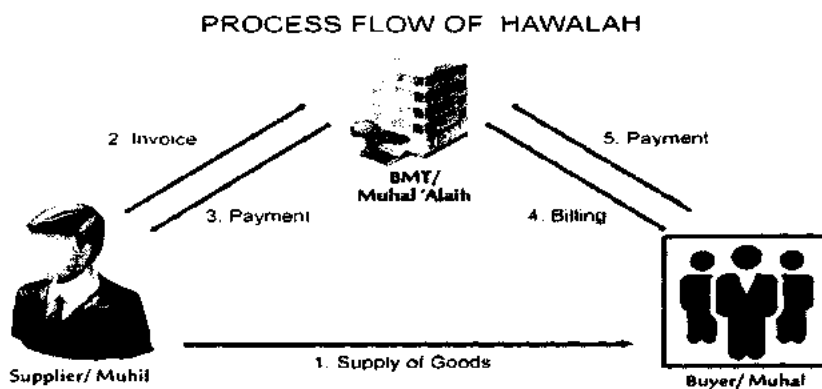 PROCESS FLOW OF HAWALAH
2. Invoice
5. Payment
BMT/
Muhal 'Alaih
3. Payment
4. Billing
1. Supply of Goods
Supplier/ Muhil
Buyer/ Muhal